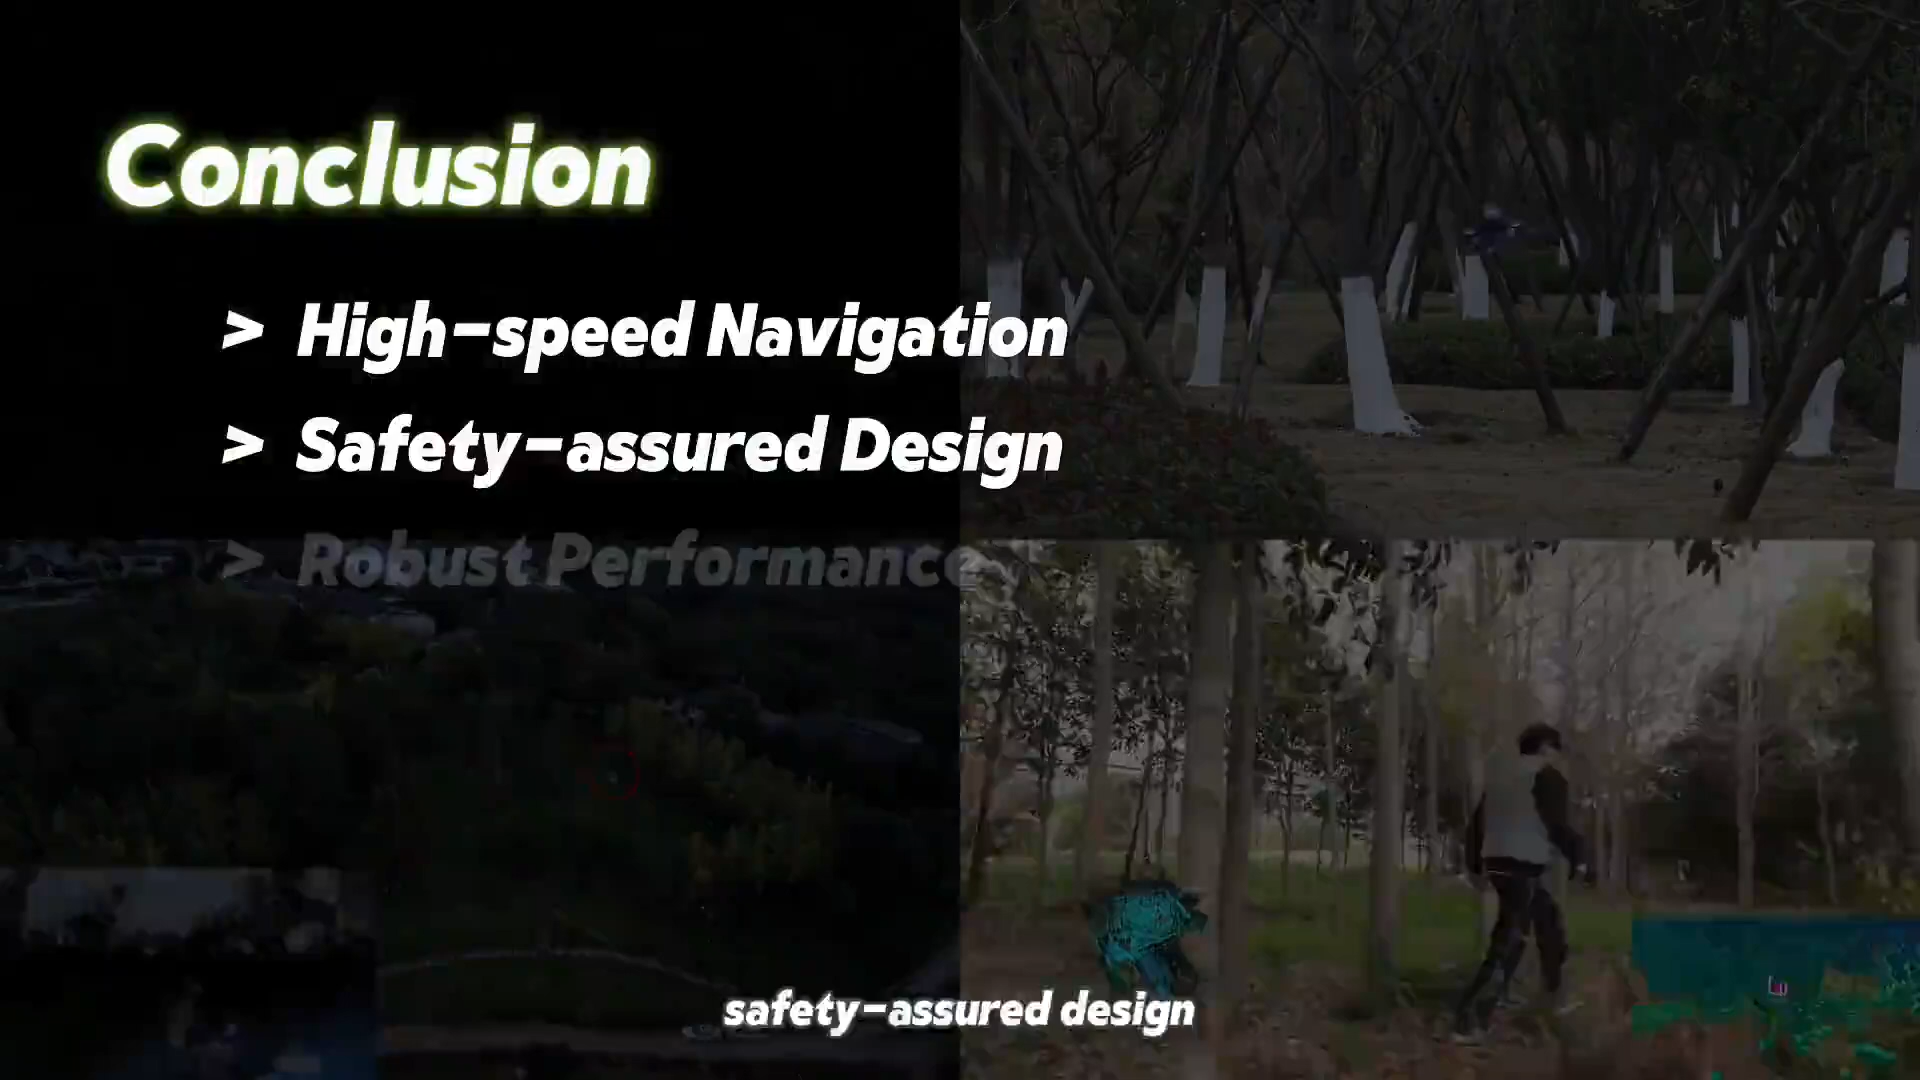 Conclusion
> High-speed Navigation
> Safety-assured Design
> Robust Performance
safety-assured design